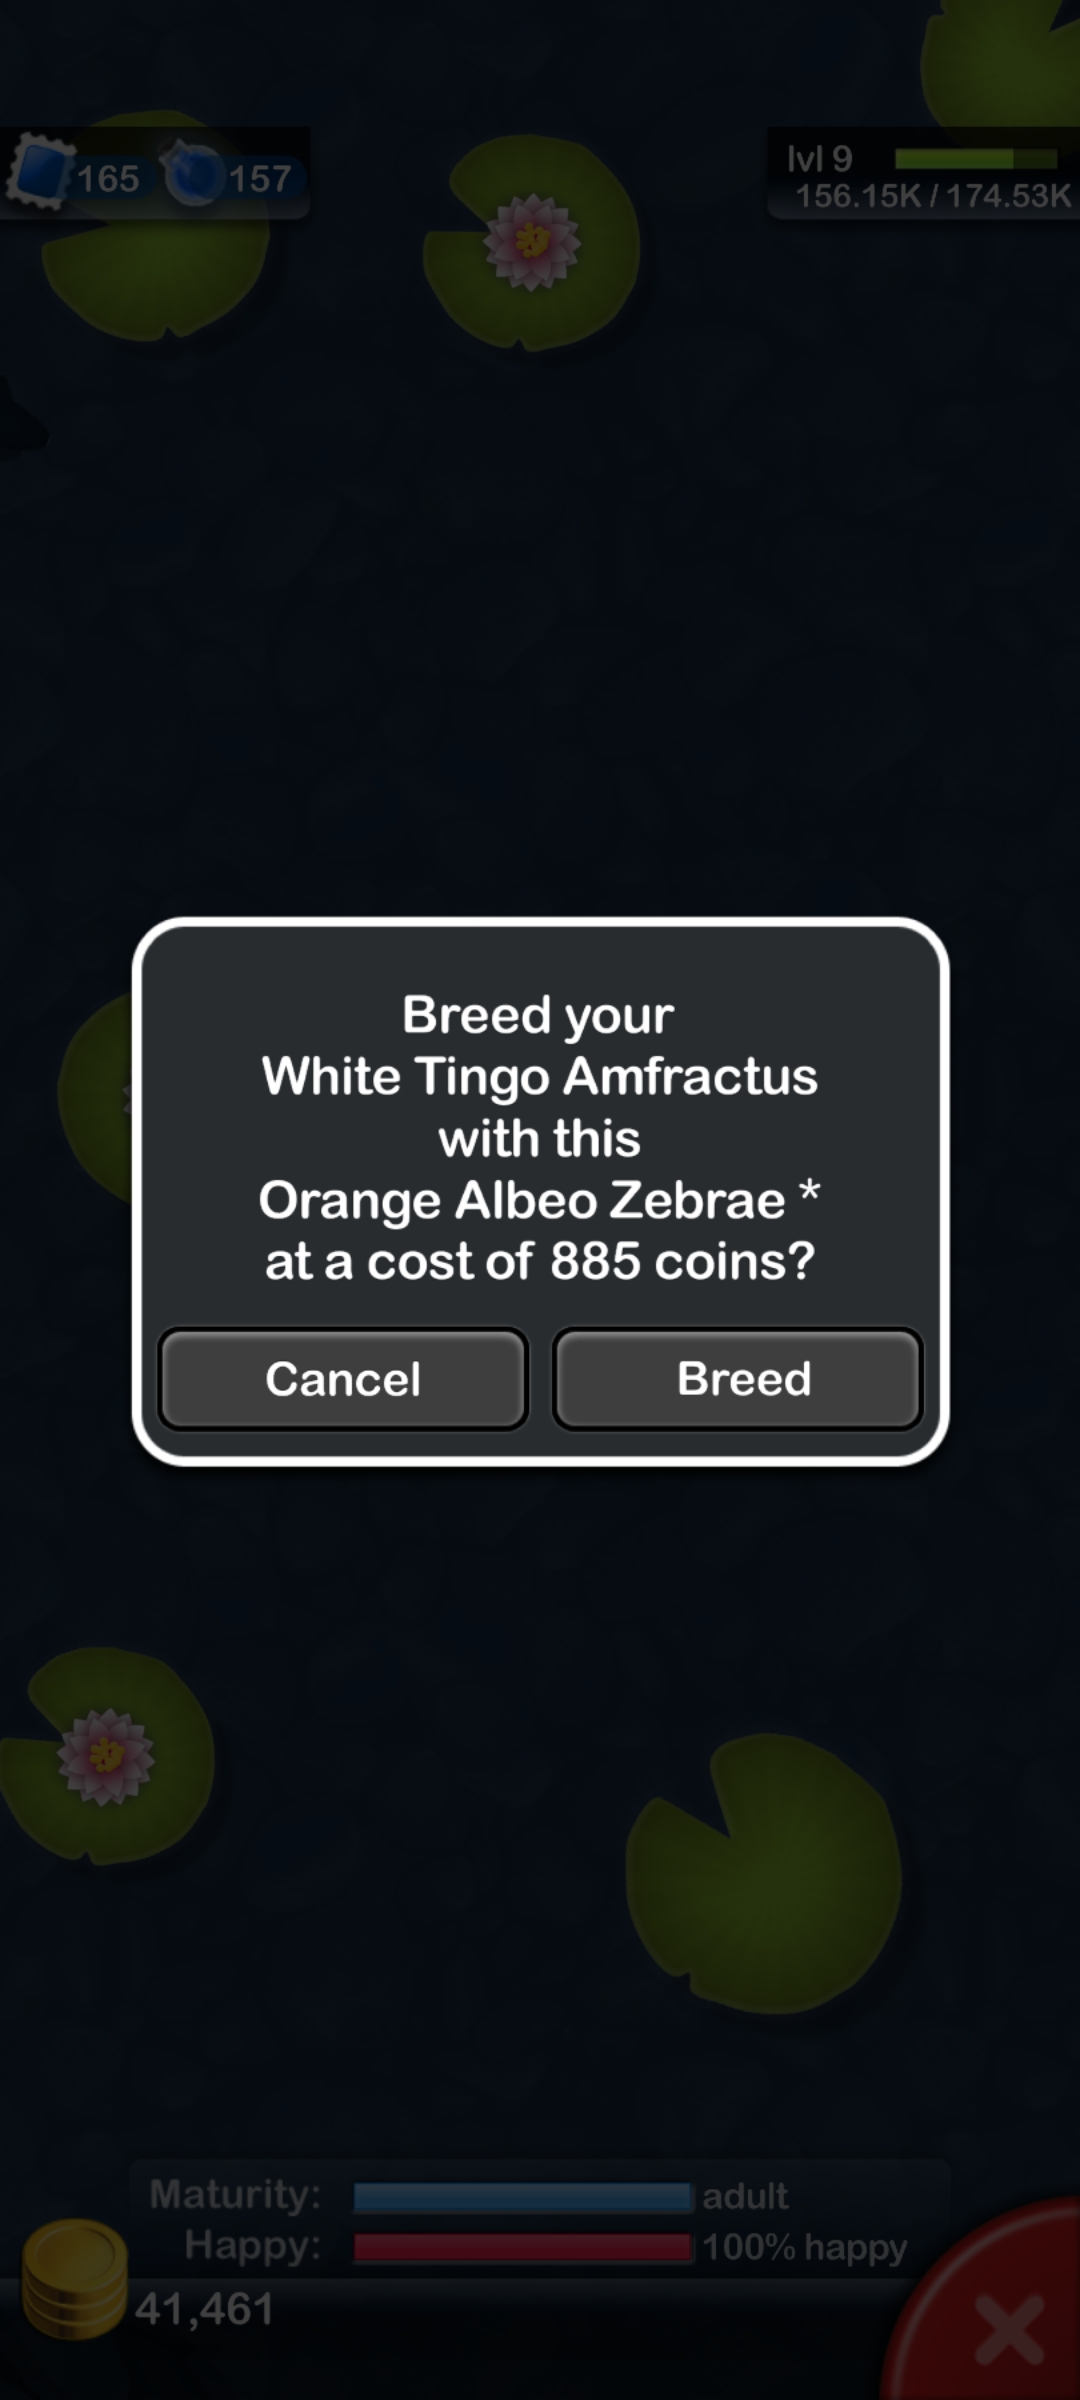 165 157
lvl 9
156.15K / 174.53K
Breed your
White Tingo Amfractus
with this
Orange Albeo Zebrae *
at a cost of 885 coins?
Cancel Breed
Maturity: adult
Happy: 100% happy
41,461